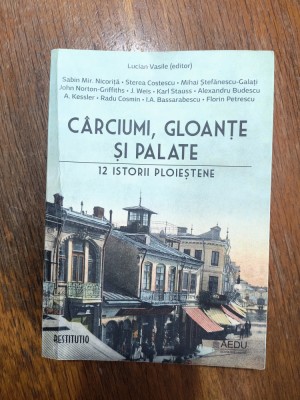 Lucian Vasile (editor)
Sabin Mir. Nicoriță • Sterea Costescu • Mihai Ștefănescu-Galați
John Norton-Griffiths • J. Weis • Karl Stauss • Alexandru Budescu
A. Kessler • Radu Cosmin • I.A. Bassarabescu • Florin Petrescu
CÂRCIUMI, GLOANȚE
ȘI PALATE
12 ISTORII PLOIEȘTENE
RESTITUTIO
AEDU